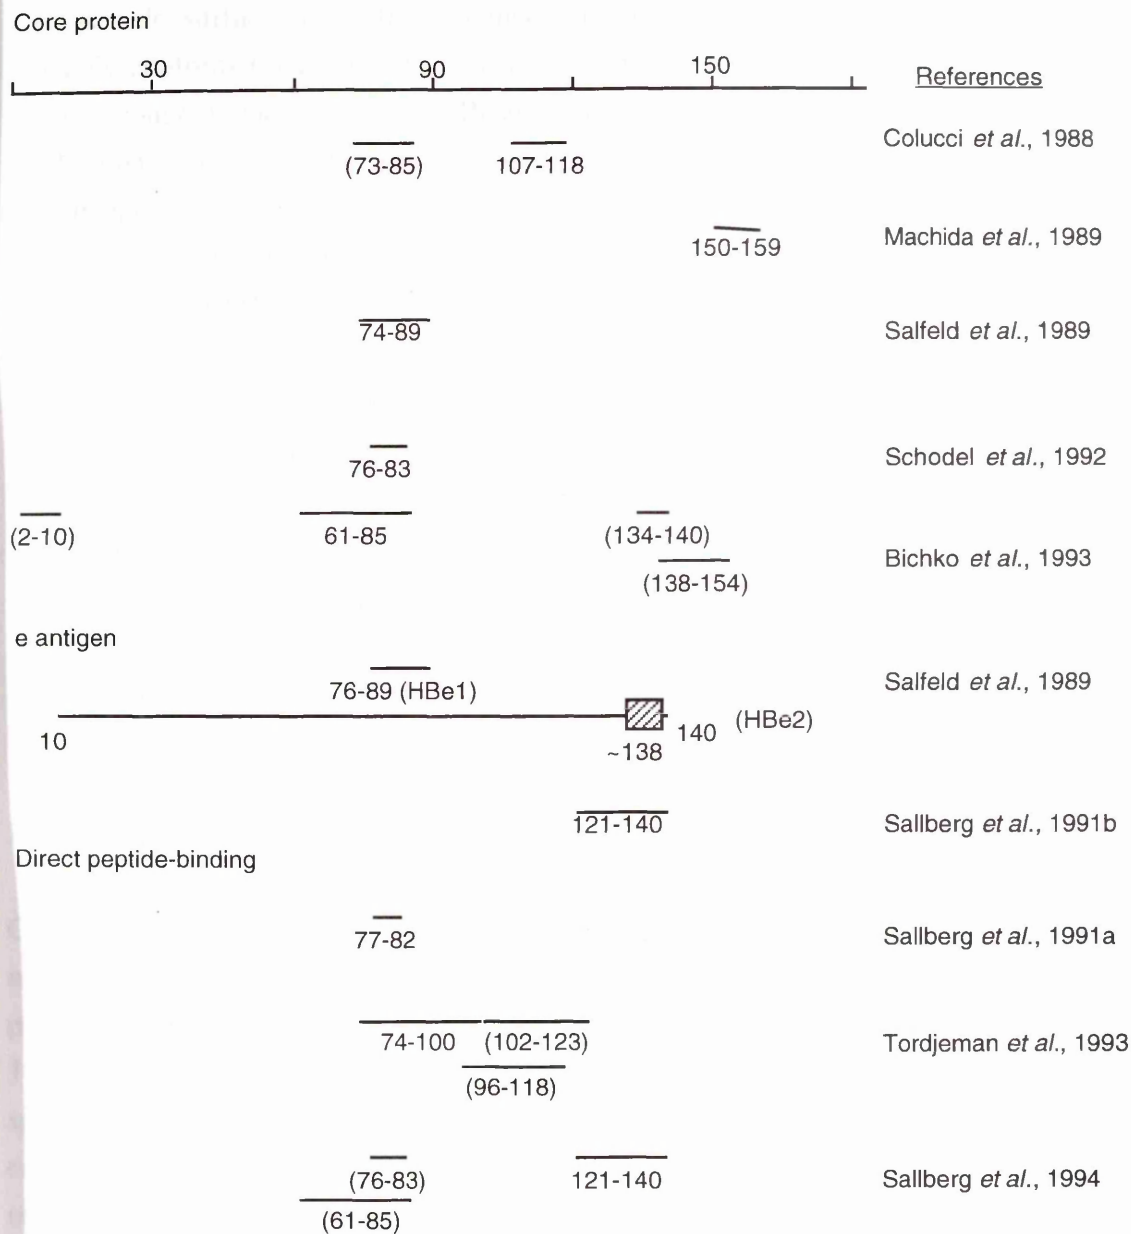 Core protein
30 90 150
References
(73-85) 107-118 Colucci et al., 1988
150-159 Machida et al., 1989
74-89 Salfeld et al., 1989
76-83 Schodel et al., 1992
(2-10) 61-85 (134-140)
(138-154) Bichko et al., 1993
e antigen
76-89 (HBe1) Salfeld et al., 1989
10 ~138 140 (HBe2)
121-140 Sallberg et al., 1991b
Direct peptide-binding
77-82 Sallberg et al., 1991a
74-100 (102-123) Tordjeman et al., 1993
(96-118)
(76-83) 121-140 Sallberg et al., 1994
(61-85)